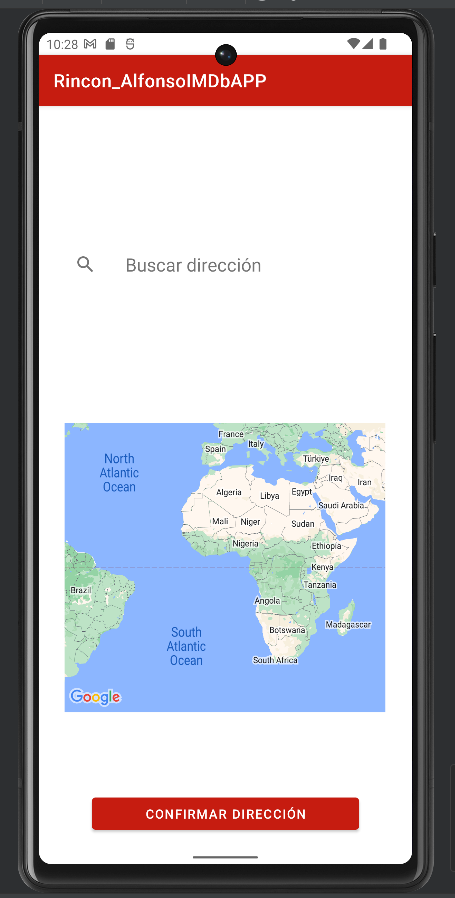 10:28
Rincon_AlfonsoIMDbAPP
Buscar dirección
France
Italy
Spain
Türkiye
North
Atlantic
Ocean
Iraq
Iran
Algeria
Libya
Egypt
Saudi Arabia
Mali
Niger
Sudan
Nigeria
Ethiopia
Kenya
Tanzania
Brazil
Angola
Madagascar
Botswana
South
Atlantic
Ocean
South Africa
Google
CONFIRMAR DIRECCIÓN